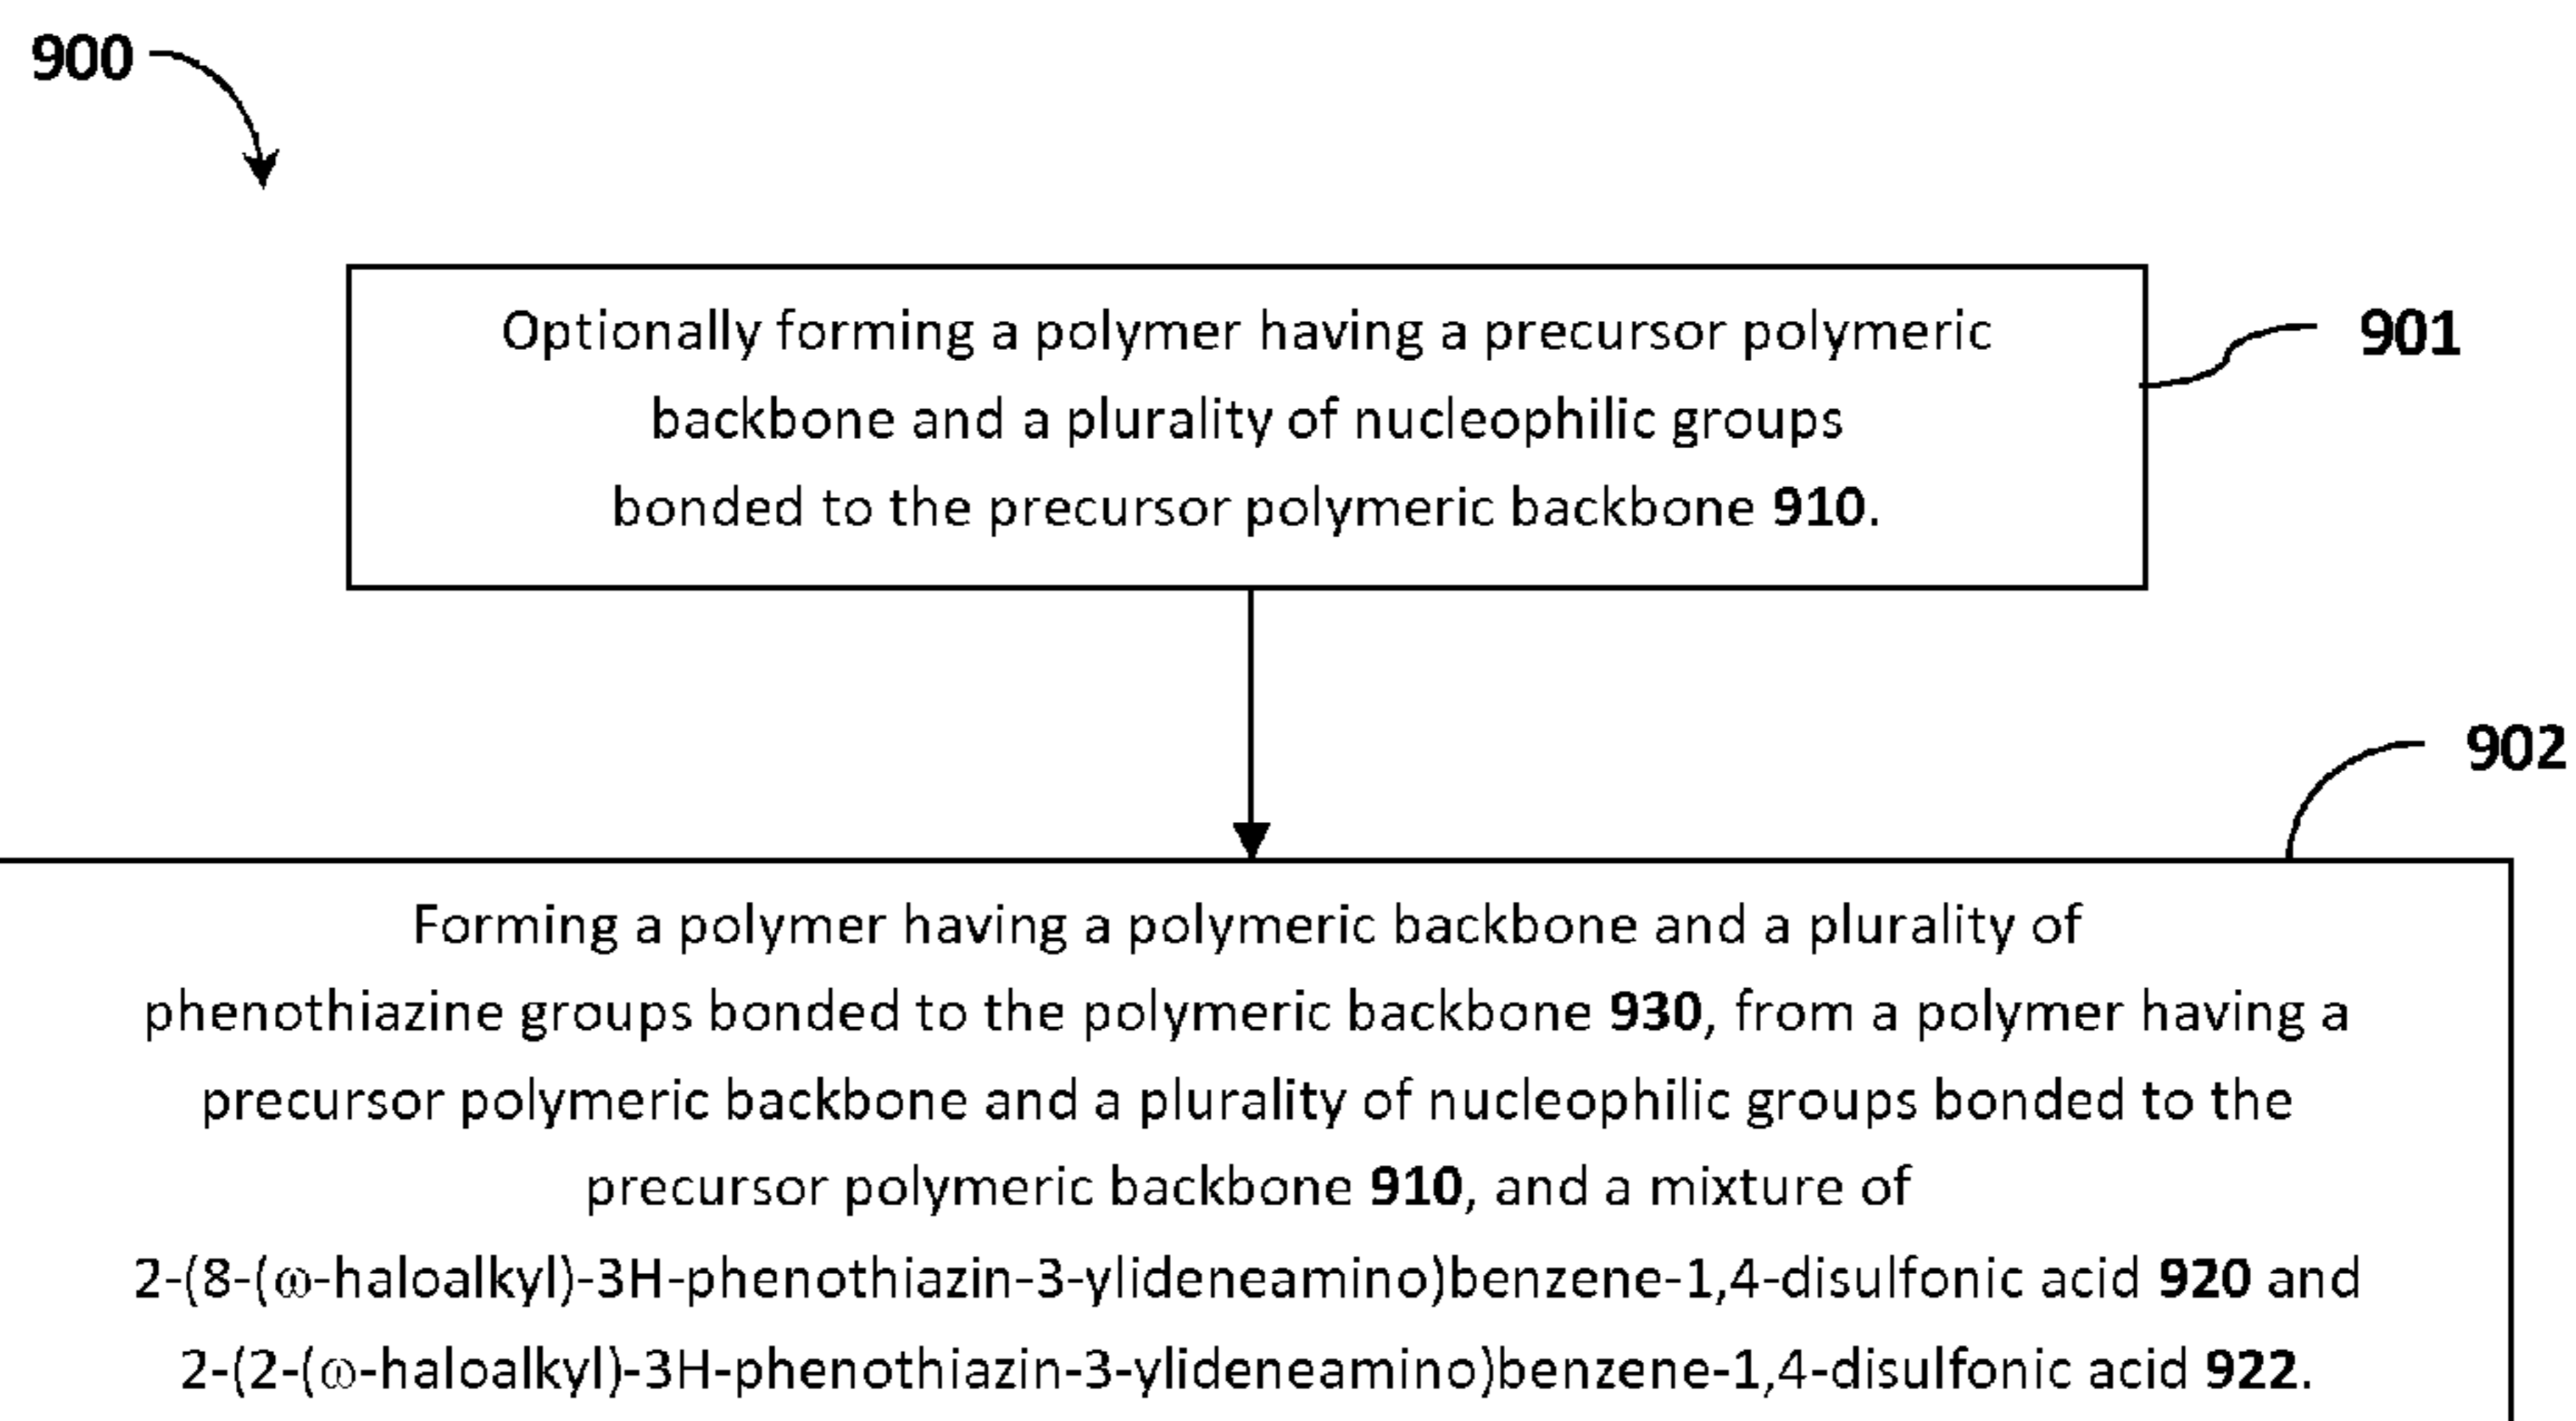 900
Optionally forming a polymer having a precursor polymeric
backbone and a plurality of nucleophilic groups
bonded to the precursor polymeric backbone 910.
901
902
Forming a polymer having a polymeric backbone and a plurality of
phenothiazine groups bonded to the polymeric backbone 930, from a polymer having a
precursor polymeric backbone and a plurality of nucleophilic groups bonded to the
precursor polymeric backbone 910, and a mixture of
2-(8-(ω-haloalkyl)-3H-phenothiazin-3-ylideneamino)benzene-1,4-disulfonic acid 920 and
2-(2-(ω-haloalkyl)-3H-phenothiazin-3-ylideneamino)benzene-1,4-disulfonic acid 922.